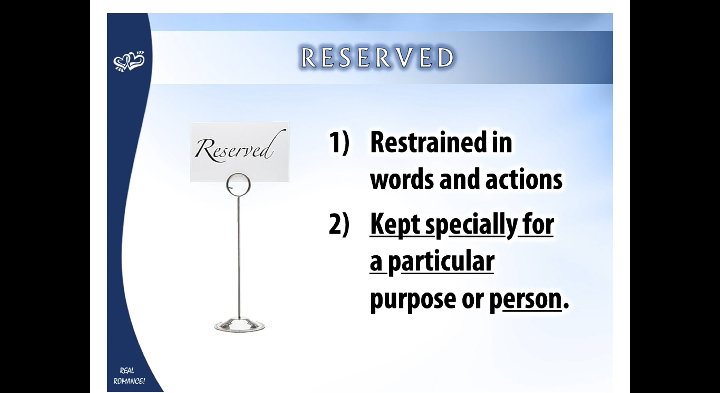 RESERVED
Reserved
1) Restrained in
words and actions
2) Kept specially for
a particular
purpose or person.
REAL
ROMANCE!